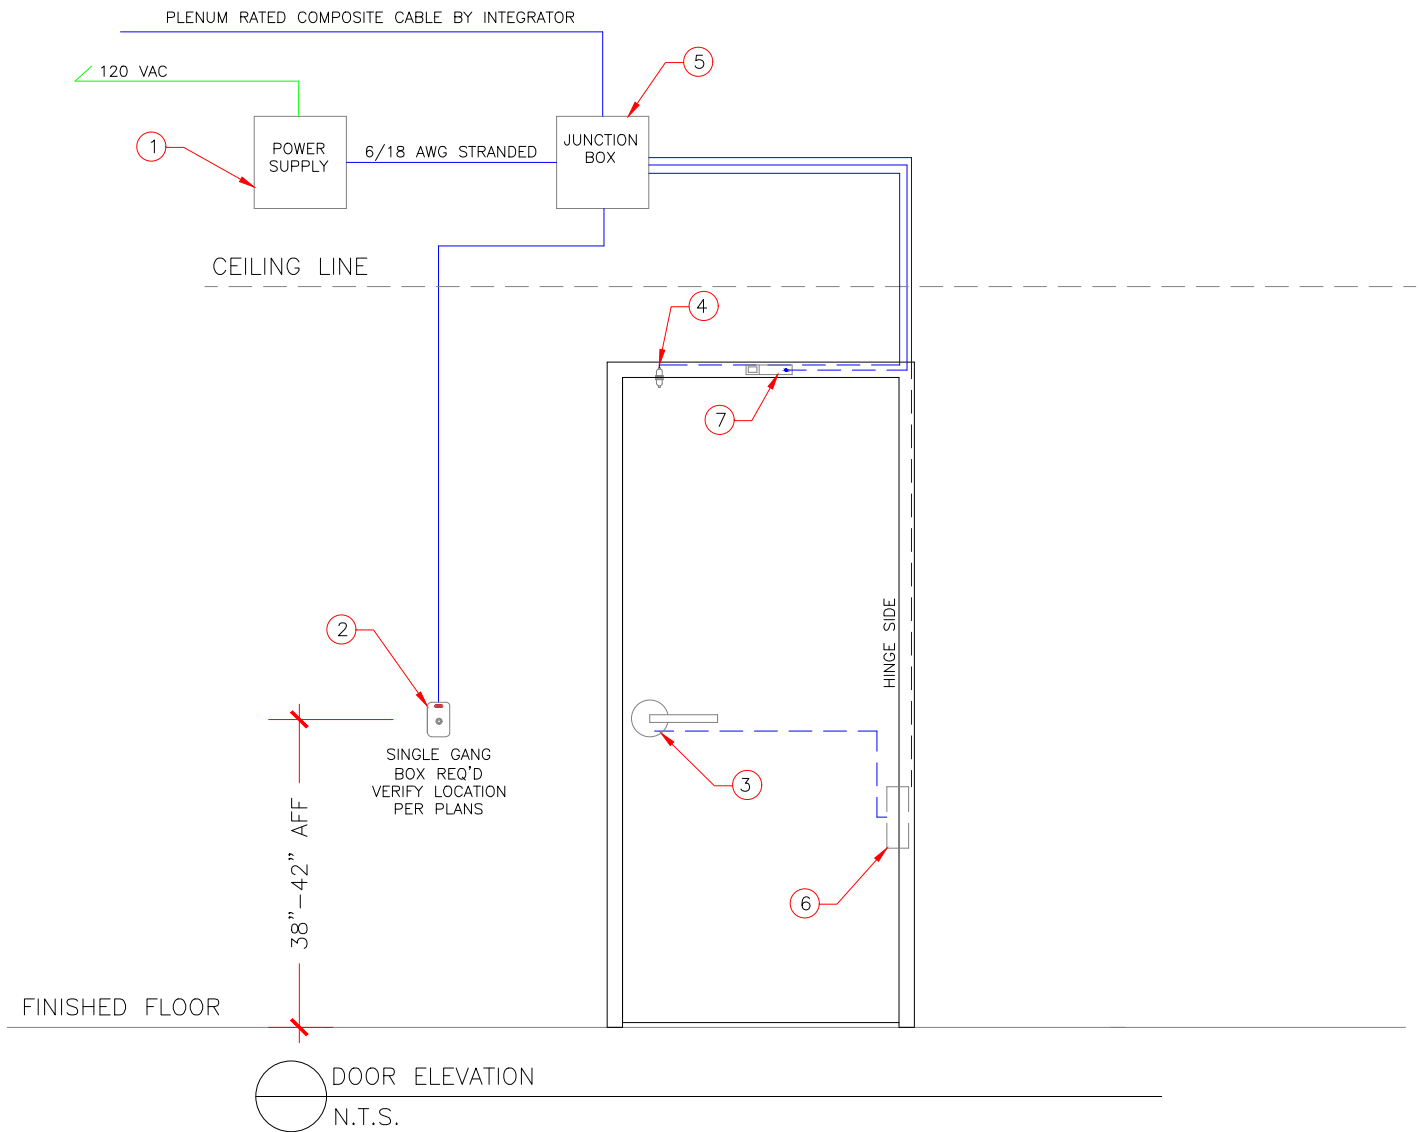 PLENUM RATED COMPOSITE CABLE BY INTEGRATOR
120 VAC
5
1
POWER
SUPPLY
6/18 AWG STRANDED
JUNCTION
BOX
CEILING LINE
4
7
2
HINGE SIDE
SINGLE GANG
BOX REQ'D
VERIFY LOCATION
PER PLANS
3
38"-42" AFF
6
FINISHED FLOOR
DOOR ELEVATION
N.T.S.